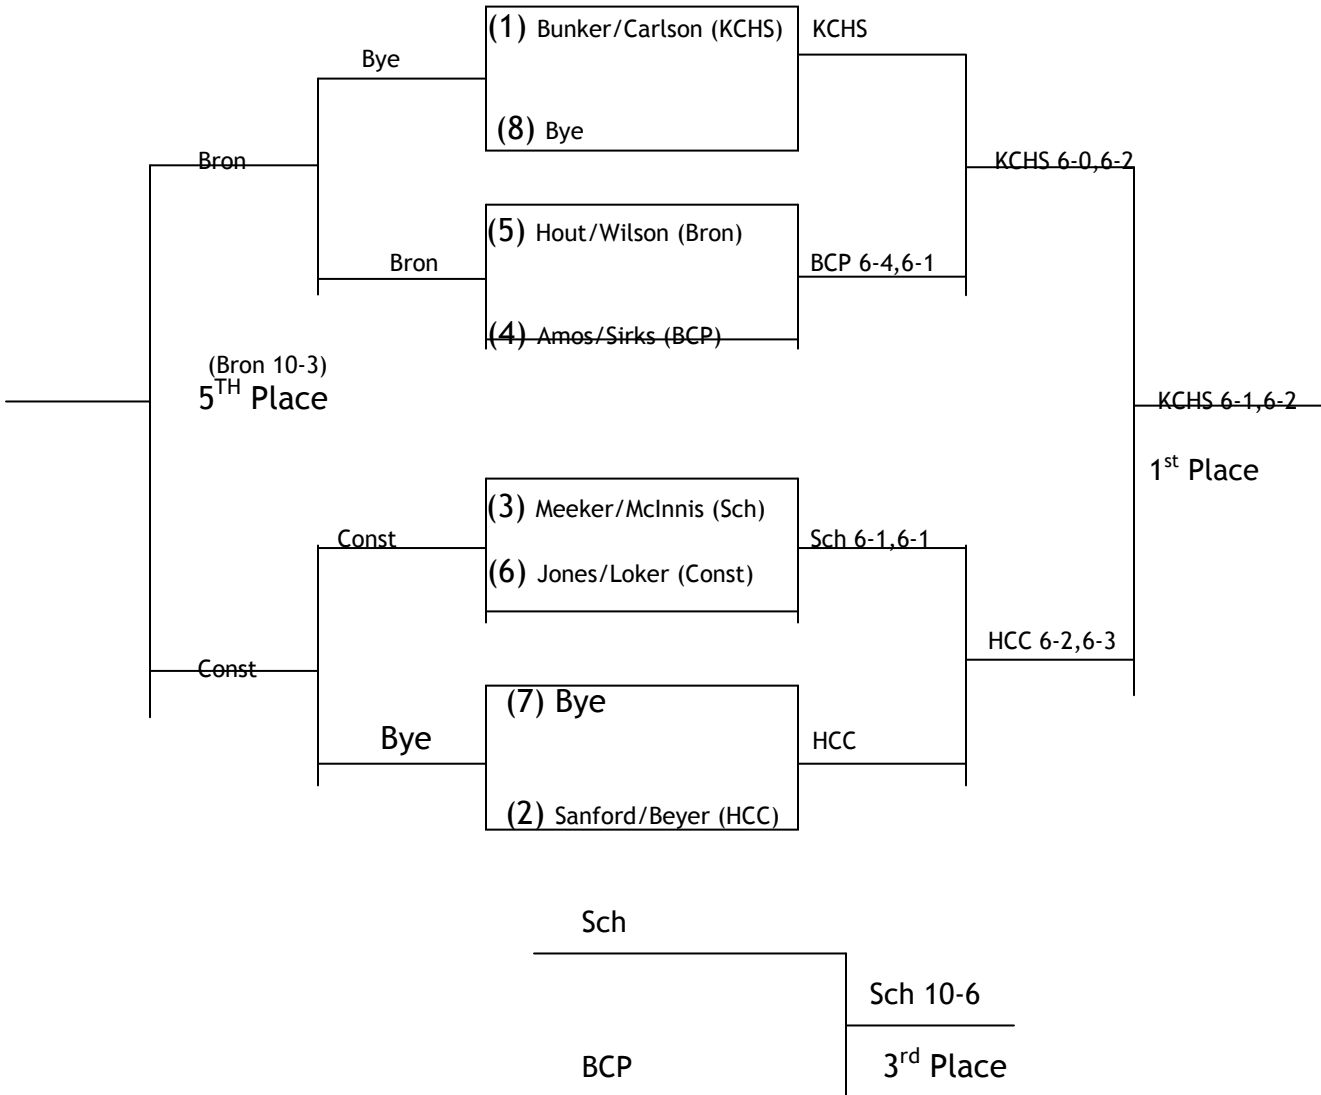 (1) Bunker/Carlson (KCHS)
KCHS
Bye
(8) Bye
Bron
KCHS 6-0,6-2
(5) Hout/Wilson (Bron)
Bron
BCP 6-4,6-1
(4) Amos/Sirks (BCP)
(Bron 10-3)
5TH Place
KCHS 6-1,6-2
1st Place
(3) Meeker/McInnis (Sch)
Const
Sch 6-1,6-1
(6) Jones/Loker (Const)
HCC 6-2,6-3
Const
(7) Bye
Bye
HCC
(2) Sanford/Beyer (HCC)
Sch
Sch 10-6
BCP
3rd Place